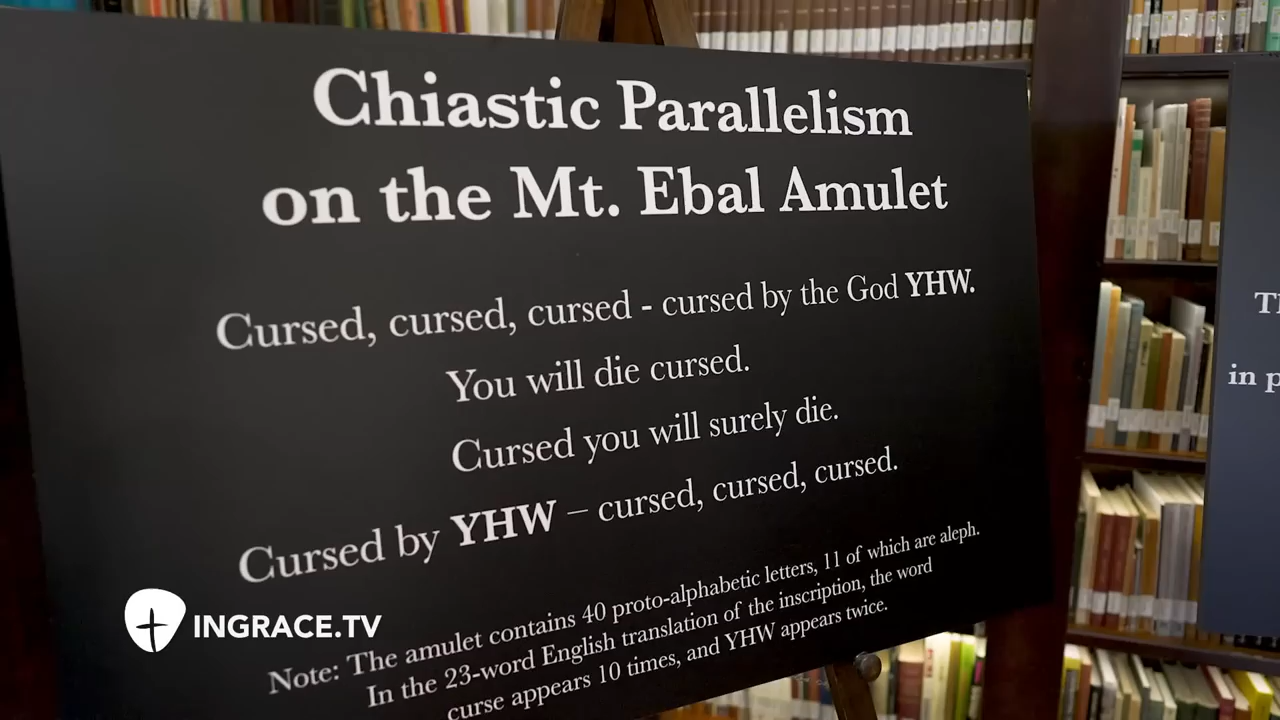 Chiastic Parallelism
on the Mt. Ebal Amulet
Cursed, cursed, cursed - cursed by the God YHW.
You will die cursed.
Cursed you will surely die.
Cursed by YHW – cursed, cursed, cursed.
Note: The amulet contains 40 proto-alphabetic letters, 11 of which are aleph.
In the 23-word English translation of the inscription, the word
curse appears 10 times, and YHW appears twice.
INGRACE.TV
in